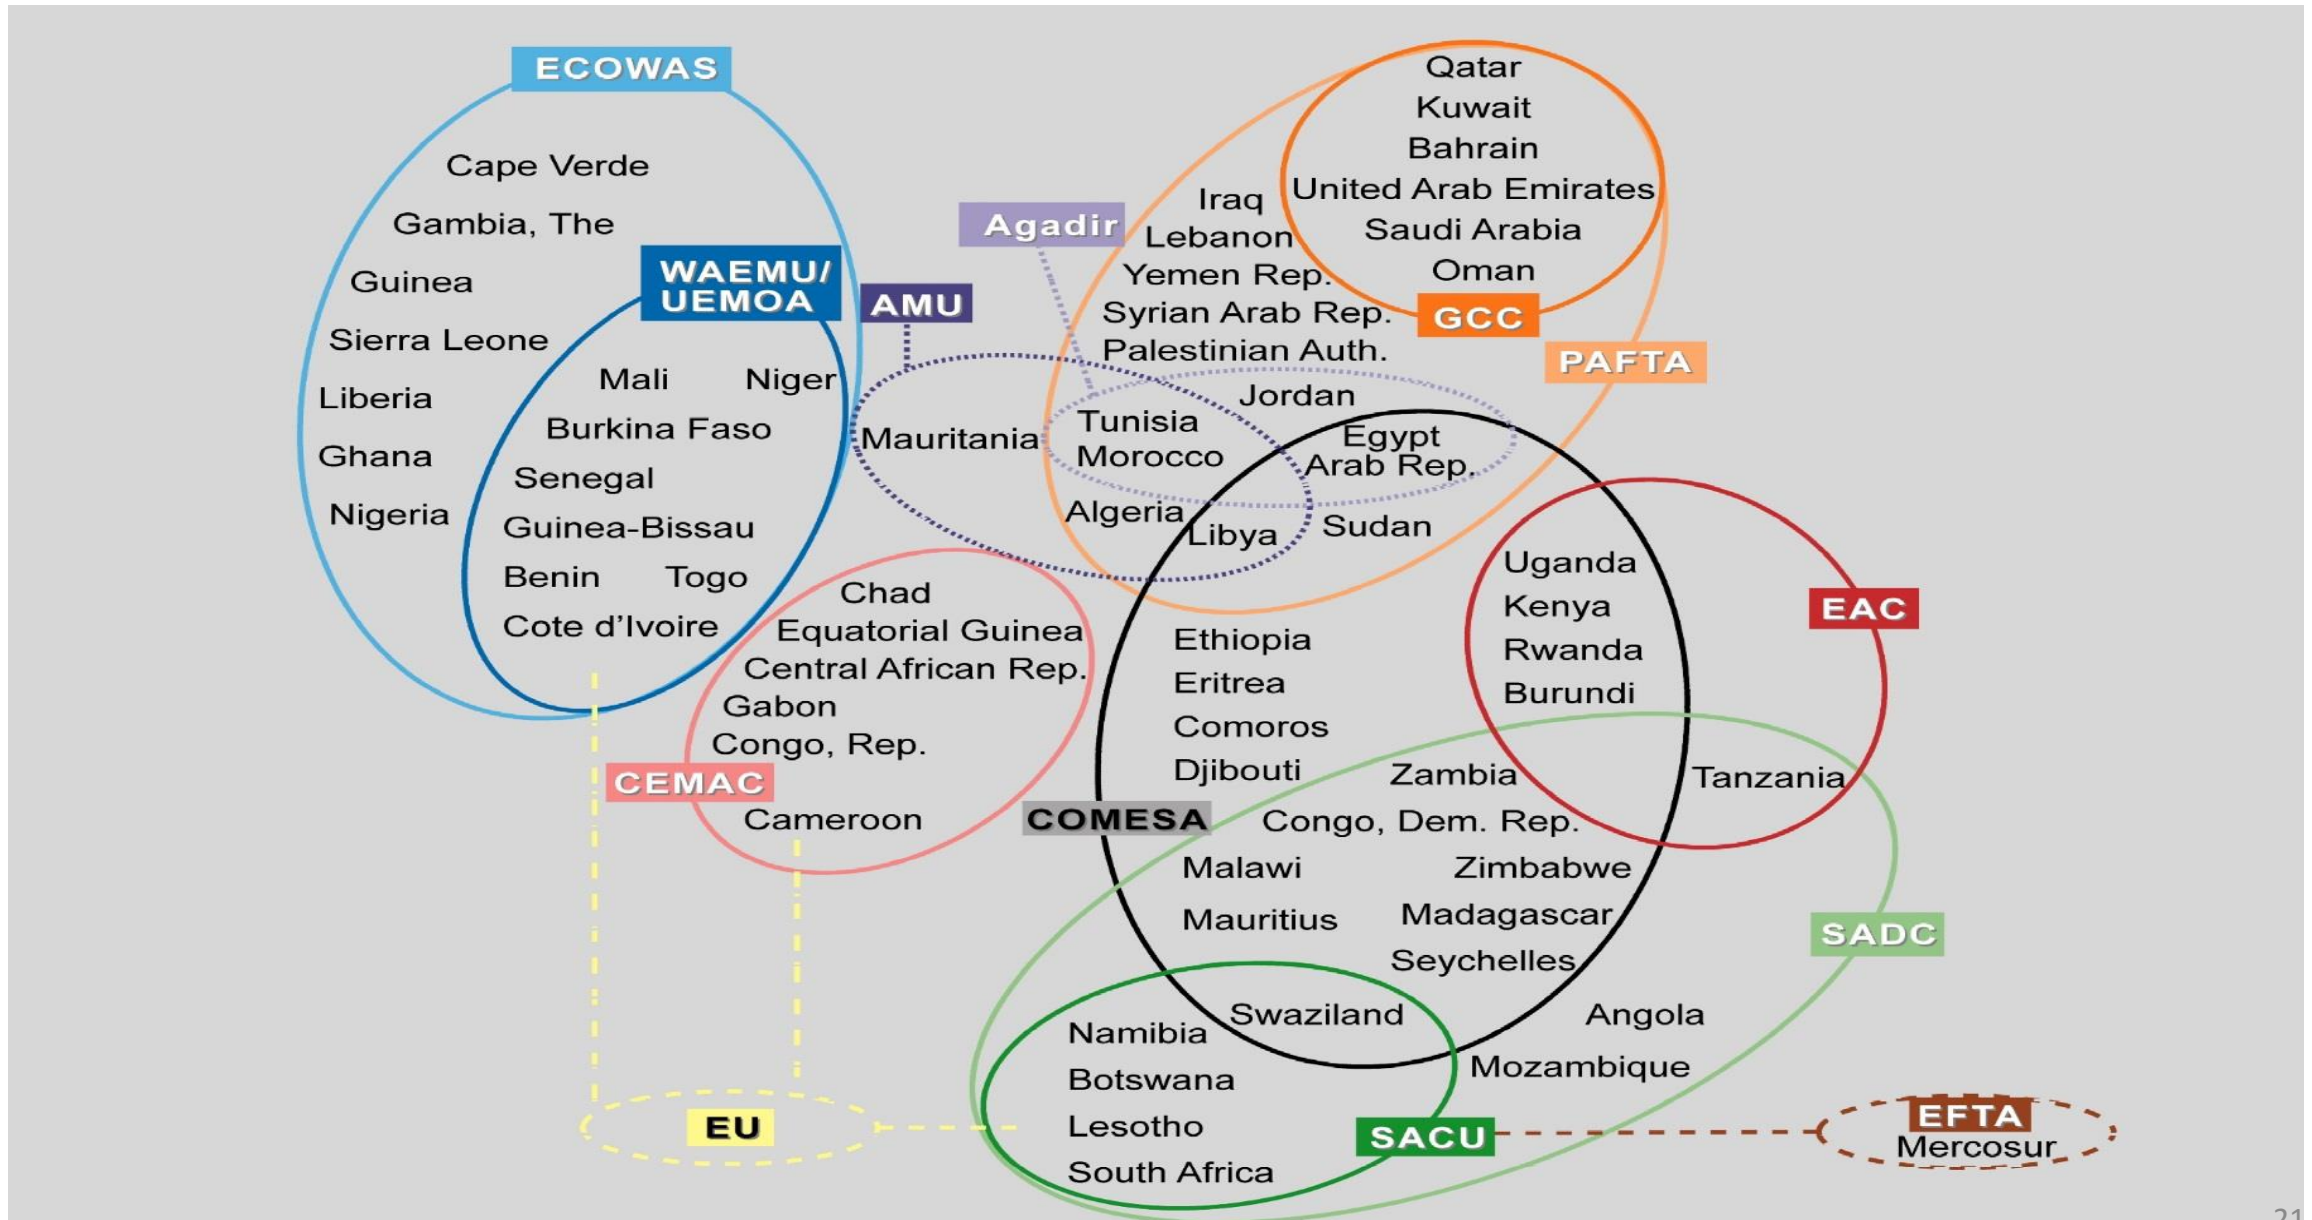 ECOWAS
Cape Verde
Gambia, The
Guinea
Sierra Leone
Liberia
Ghana
Nigeria
WAEMU/
UEMOA
Mali Niger
Burkina Faso
Senegal
Guinea-Bissau
Benin Togo
Cote d’Ivoire
AMU
Mauritania
Agadir
Qatar
Kuwait
Bahrain
United Arab Emirates
Saudi Arabia
Oman
GCC
PAFTA
Iraq
Lebanon
Yemen Rep.
Syrian Arab Rep.
Palestinian Auth.
Jordan
Tunisia
Morocco
Egypt
Arab Rep.
Algeria
Libya
Sudan
Chad
Equatorial Guinea
Central African Rep.
Gabon
Congo, Rep.
CEMAC
Cameroon
Uganda
Kenya
Rwanda
Burundi
EAC
Ethiopia
Eritrea
Comoros
Djibouti
COMESA
Zambia
Tanzania
Congo, Dem. Rep.
Malawi Zimbabwe
Mauritius Madagascar
Seychelles
SADC
Swaziland
Angola
Mozambique
Namibia
Botswana
Lesotho
South Africa
SACU
EU
EFTA
Mercosur
21